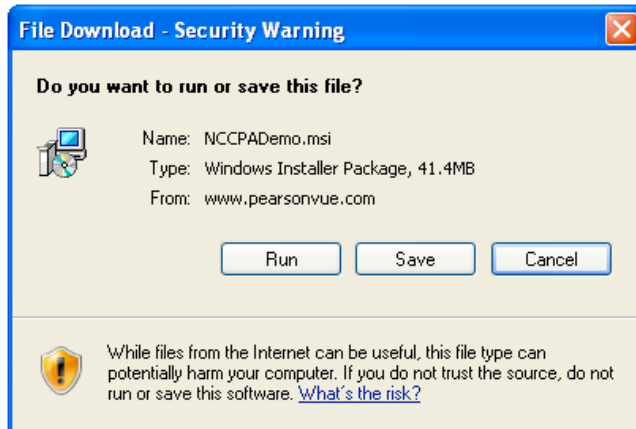 File Download - Security Warning
Do you want to run or save this file?
Name: NCCPADemo.msi
Type: Windows Installer Package, 41.4MB
From: www.pearsonvue.com
Run Save Cancel
While files from the Internet can be useful, this file type can
potentially harm your computer. If you do not trust the source, do not
run or save this software. What's the risk?